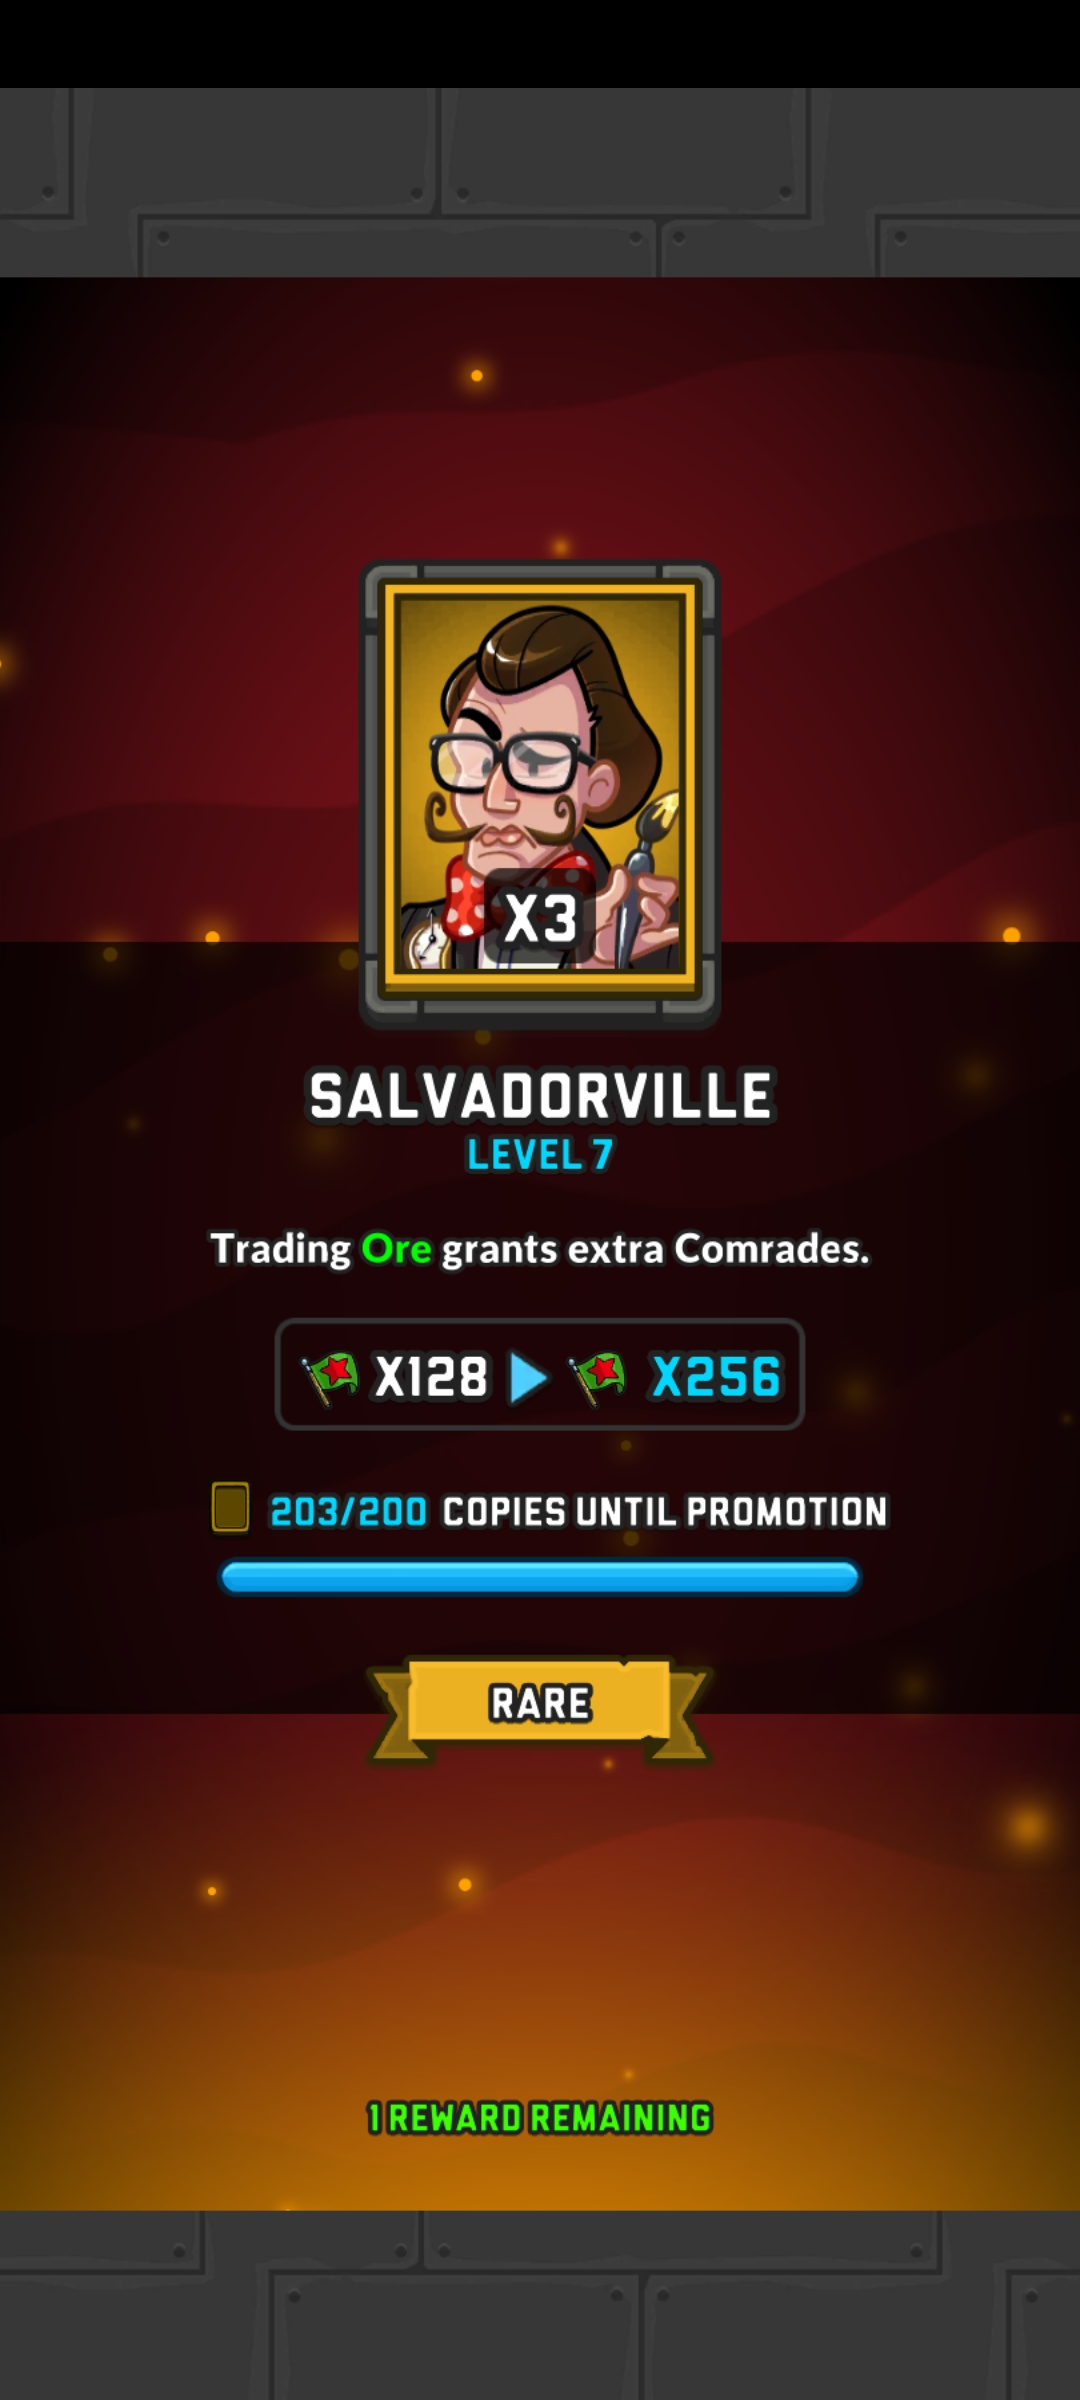 X3
SALVADORVILLE
LEVEL 7
Trading Ore grants extra Comrades.
X128 X256
203/200 COPIES UNTIL PROMOTION
RARE
1 REWARD REMAINING